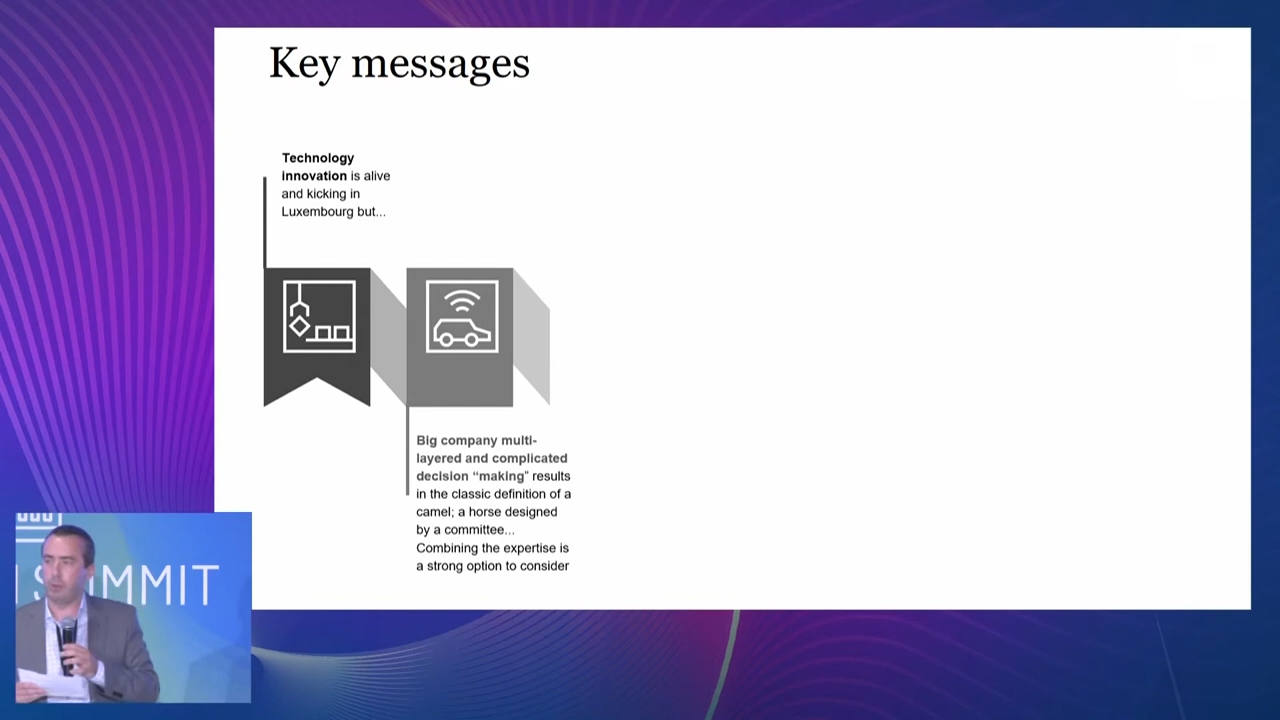 Key messages
Technology
innovation is alive
and kicking in
Luxembourg but...
Big company multi-
layered and complicated
decision “making” results
in the classic definition of a
camel; a horse designed
by a committee...
Combining the expertise is
a strong option to consider
SUMMIT